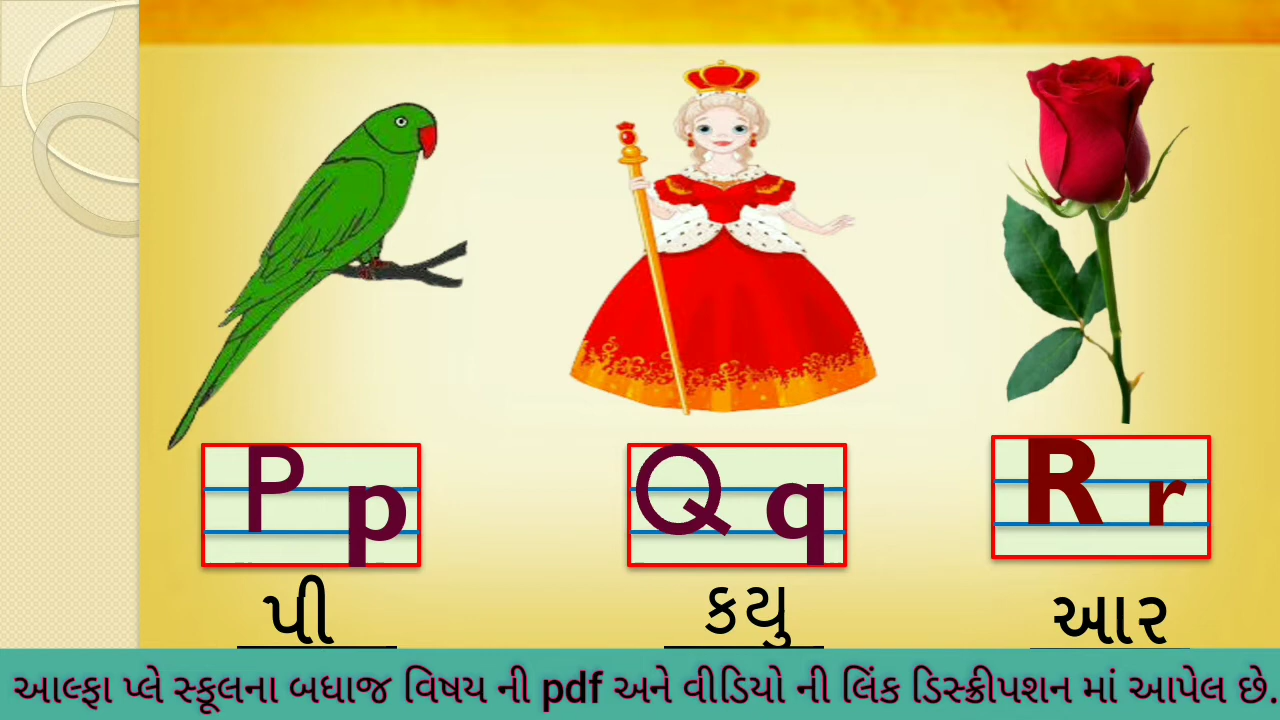 P p Q q R r
પી કયુ આર
આલ્ફા પ્લે સ્કૂલના બધાજ વિષય ની pdf અને વીડિયો ની લિંક ડિસ્ક્રીપશન માં આપેલ છે.